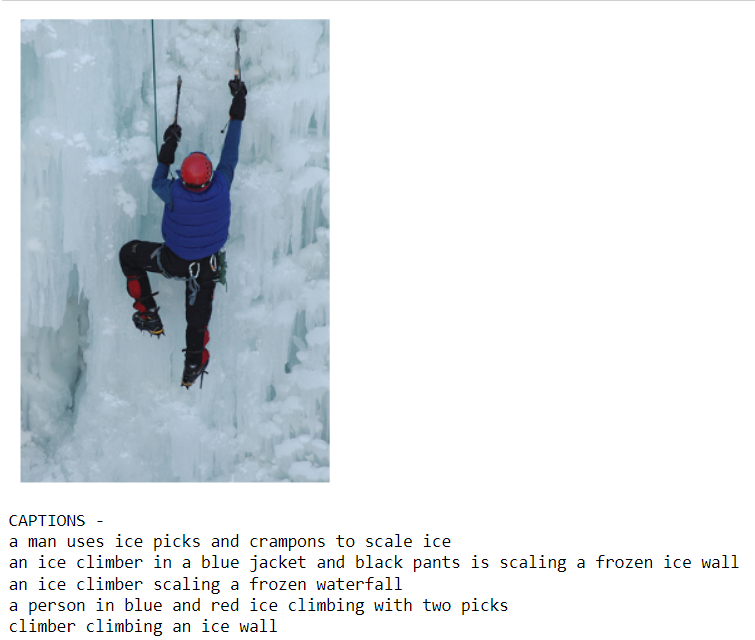 CAPTIONS -
a man uses ice picks and crampons to scale ice
an ice climber in a blue jacket and black pants is scaling a frozen ice wall
an ice climber scaling a frozen waterfall
a person in blue and red ice climbing with two picks
climber climbing an ice wall